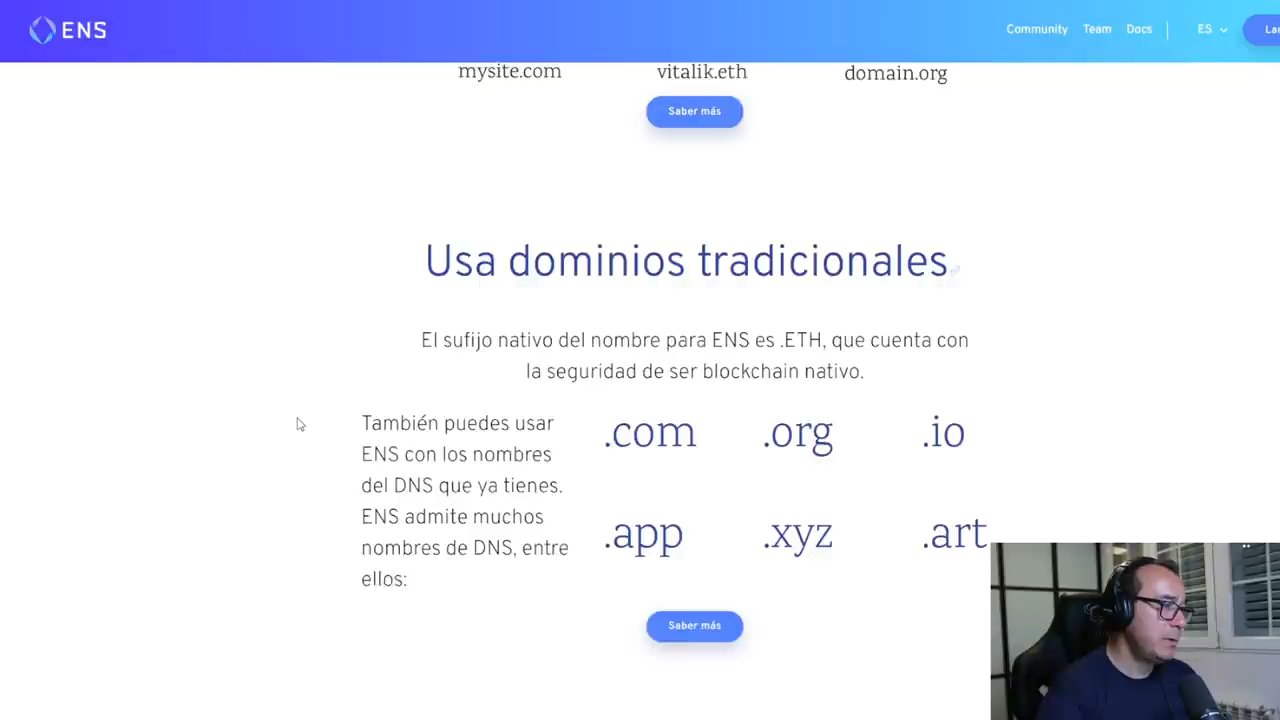 ENS
Community Team Docs ES
mysite.com vitalik.eth domain.org
Saber más
Usa dominios tradicionales
El sufijo nativo del nombre para ENS es .ETH, que cuenta con
la seguridad de ser blockchain nativo.
También puedes usar
ENS con los nombres
del DNS que ya tienes.
ENS admite muchos
nombres de DNS, entre
ellos:
.com .org .io
.app .xyz .art
Saber más